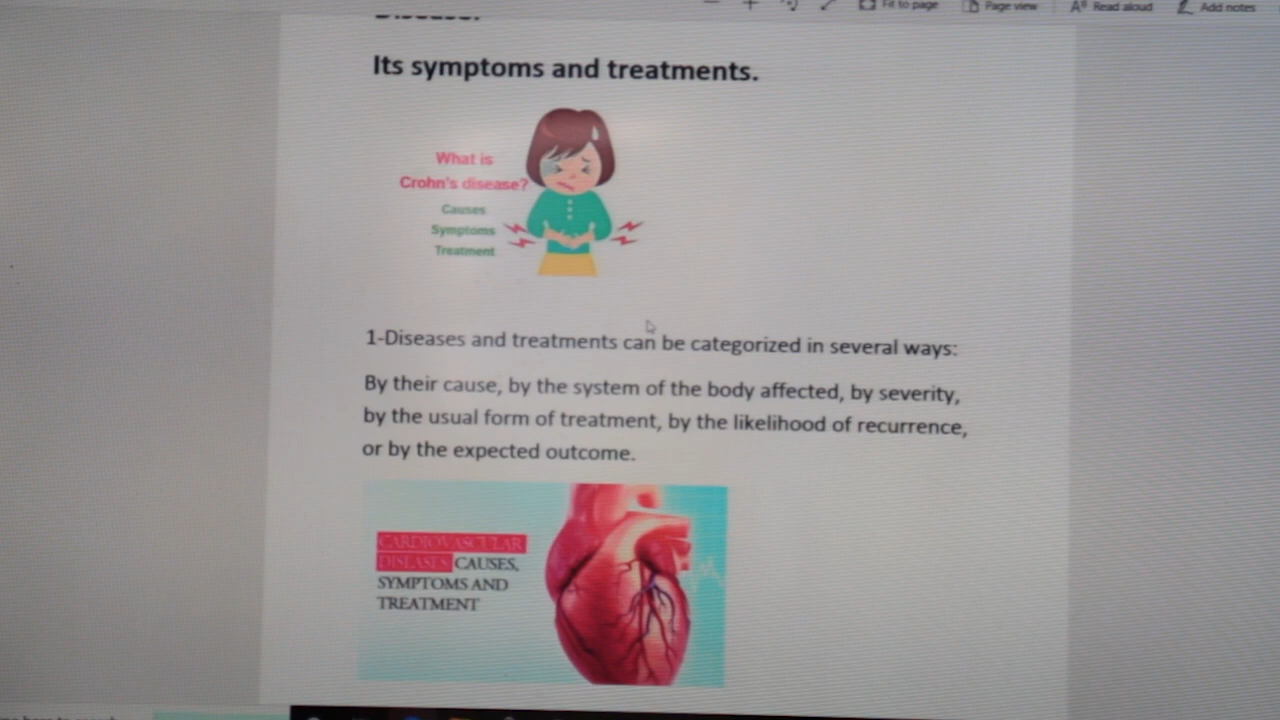 Disease.
Fit to page Page view Read aloud Add notes
Its symptoms and treatments.
What is
Crohn's disease?
Causes
Symptoms
Treatment
1-Diseases and treatments can be categorized in several ways:
By their cause, by the system of the body affected, by severity,
by the usual form of treatment, by the likelihood of recurrence,
or by the expected outcome.
CARDIOVASCULAR
DISEASES CAUSES,
SYMPTOMS AND
TREATMENT